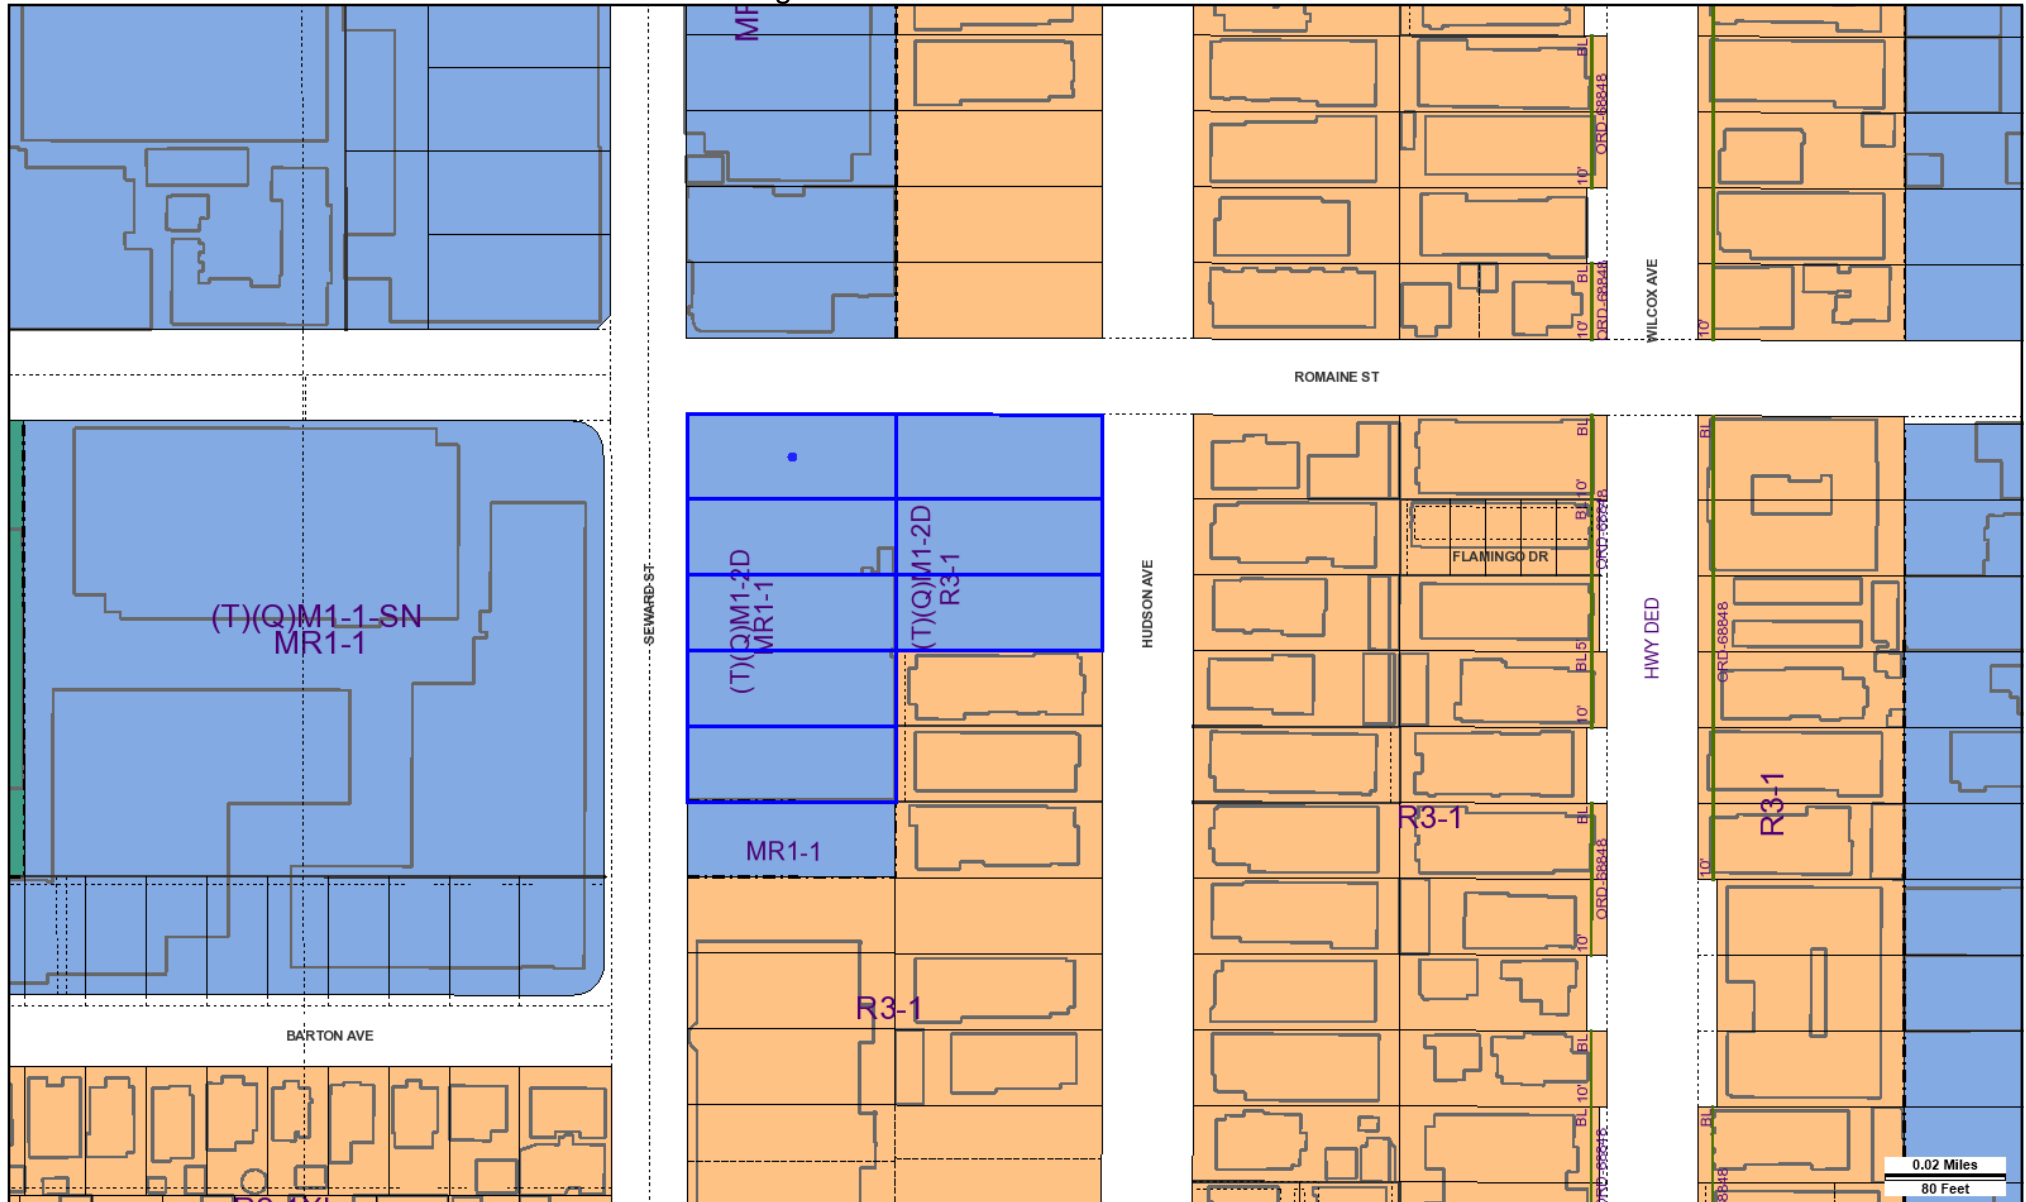 ORD-68848
BL
10'
BL
10'
ORD-68848
10'
WILCOX AVE
ROMAINE ST
BL
10'
BL
BL
ORD-68848
FLAMINGO DR
(T)(Q)M1-2D
MR1-1
(T)(Q)M1-2D
R3-1
(T)(Q)M1-1-SN
MR1-1
SEWARD ST
HUDSON AVE
BL 5'
10'
HWY DED
ORD-68848
R3-1
R3-1
BL
MR1-1
10'
ORD-68848
10'
R3-1
BARTON AVE
BL
10'
BL
BL
0.02 Miles
80 Feet